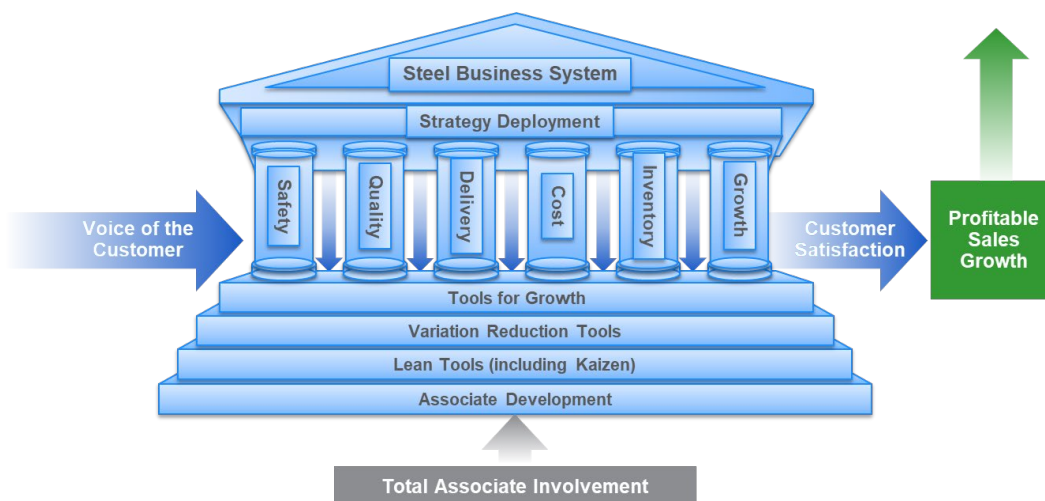 Steel Business System
Strategy Deployment
Safety
Quality
Delivery
Cost
Inventory
Growth
Voice of the
Customer
Customer
Satisfaction
Profitable
Sales
Growth
Tools for Growth
Variation Reduction Tools
Lean Tools (including Kaizen)
Associate Development
Total Associate Involvement